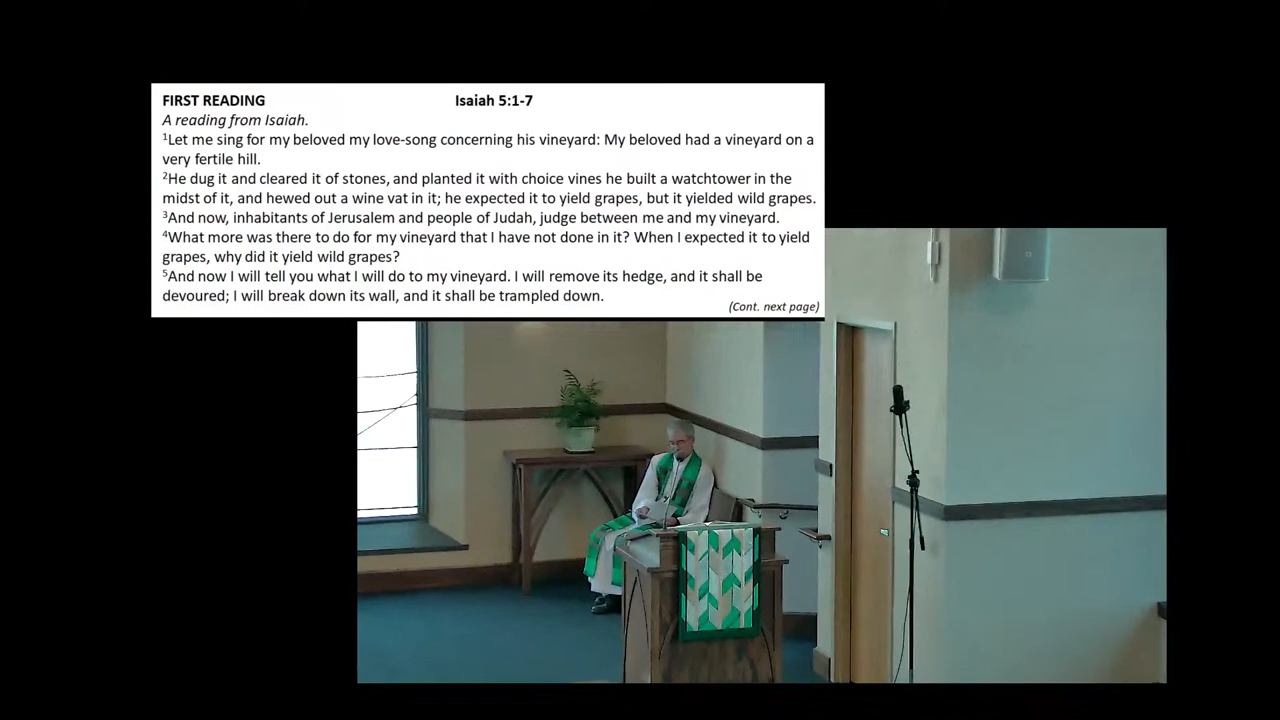 FIRST READING Isaiah 5:1-7
A reading from Isaiah.
¹Let me sing for my beloved my love-song concerning his vineyard: My beloved had a vineyard on a
very fertile hill.
²He dug it and cleared it of stones, and planted it with choice vines he built a watchtower in the
midst of it, and hewed out a wine vat in it; he expected it to yield grapes, but it yielded wild grapes.
³And now, inhabitants of Jerusalem and people of Judah, judge between me and my vineyard.
⁴What more was there to do for my vineyard that I have not done in it? When I expected it to yield
grapes, why did it yield wild grapes?
⁵And now I will tell you what I will do to my vineyard. I will remove its hedge, and it shall be
devoured; I will break down its wall, and it shall be trampled down.
(Cont. next page)